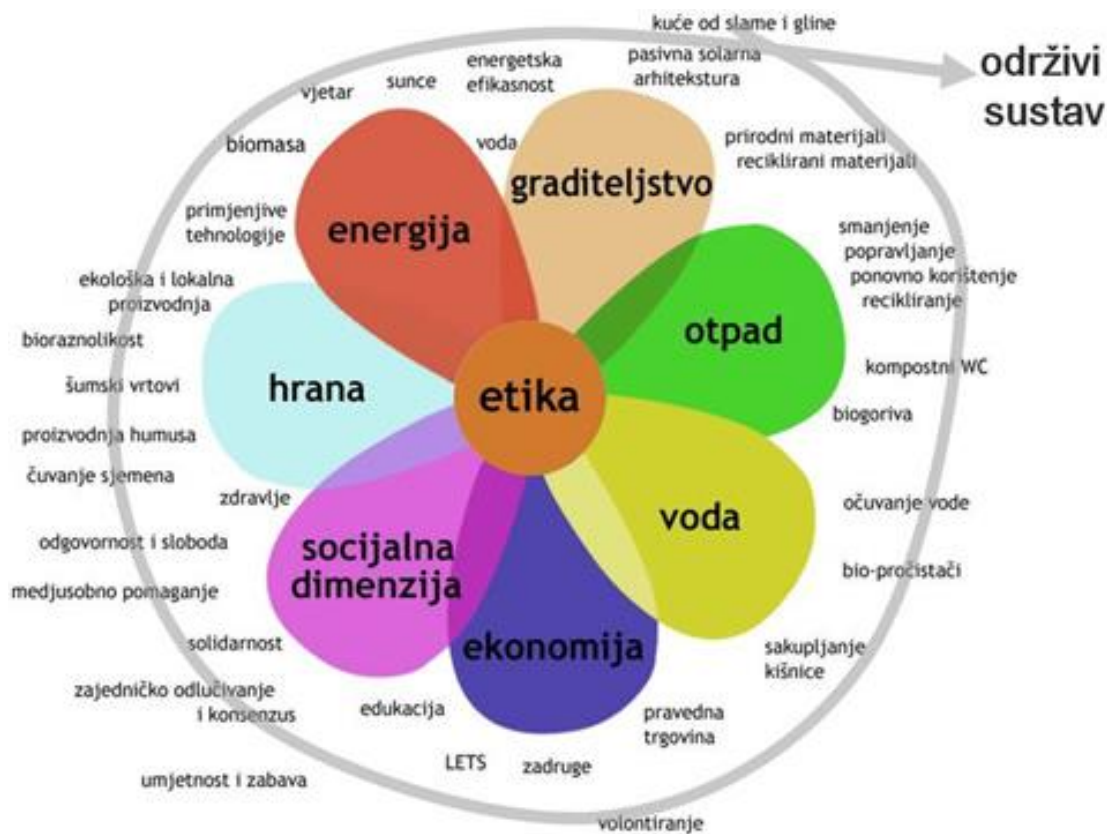 kuće od slame i gline
održivi
sustav
energetska
efikasnost
pasivna solarna
arhitektura
sunce
vjetar
voda
biomasa
prirodni materijali
reciklirani materijali
graditeljstvo
primjenjive
tehnologije
energija
smanjenje
popravljanje
ponovno korištenje
recikliranje
ekološka i lokalna
proizvodnja
otpad
bioraznolikost
kompostni WC
šumski vrtovi
hrana
etika
biogoriva
proizvodnja humusa
čuvanje sjemena
zdravlje
očuvanje vode
voda
odgovornost i sloboda
socijalna
dimenzija
bio-pročistači
medjusobno pomaganje
solidarnost
ekonomija
sakupljanje
kišnice
zajedničko odlučivanje
i konsenzus
edukacija
pravedna
trgovina
LETS
zadruge
umjetnost i zabava
volontiranje